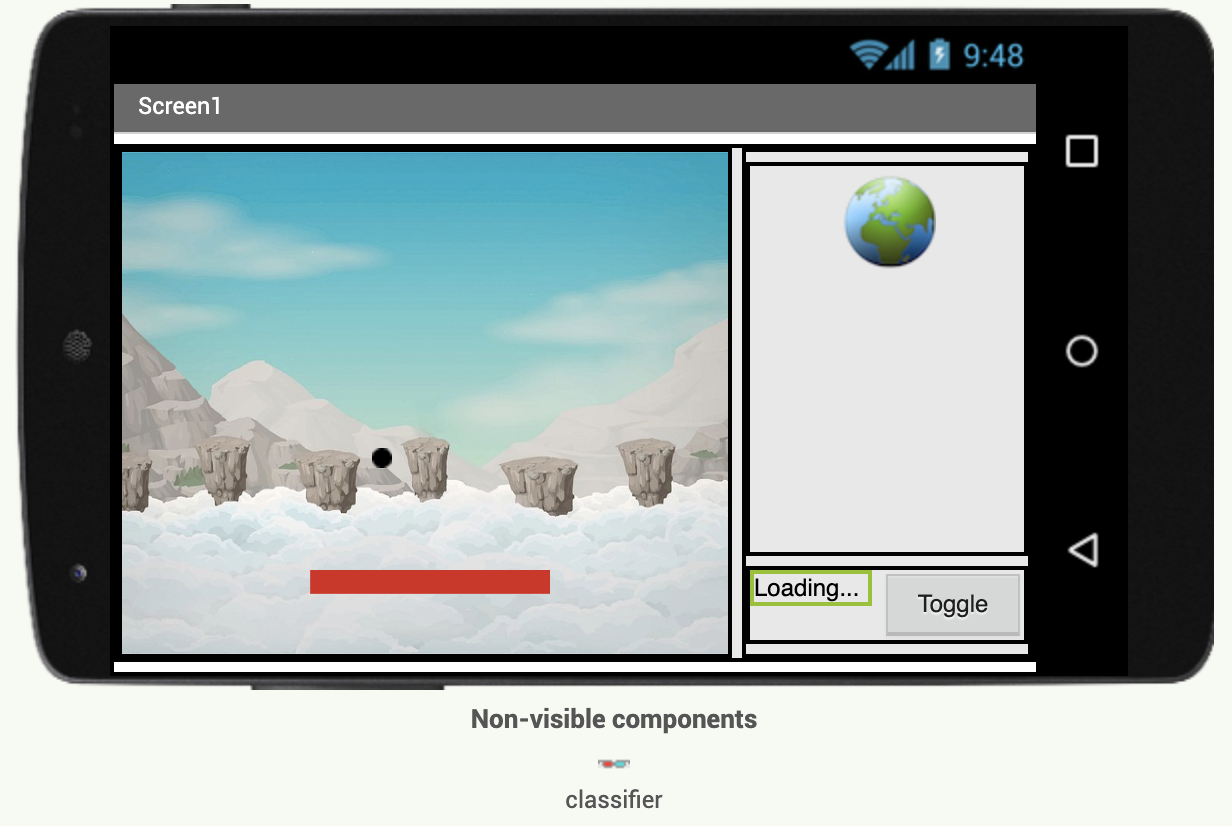 9:48
Screen1
Loading...
Toggle
Non-visible components
classifier